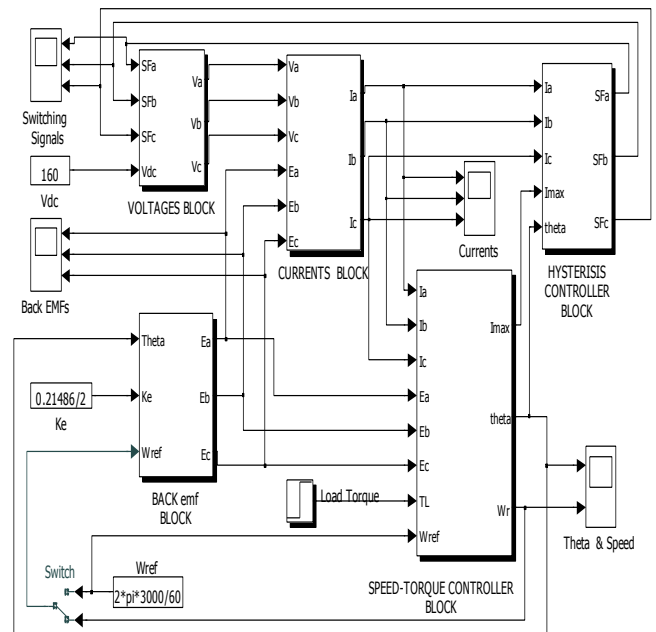 Switching
Signals
SFa
SFb
SFc
Vdc
Va
Vb
Vc
VOLTAGES BLOCK
160
Vdc
Va
Vb
Vc
Ea
Eb
Ec
Ia
Ib
Ic
CURRENTS BLOCK
Currents
Ia
Ib
Ic
Imax
theta
SFa
SFb
SFc
HYSTERISIS
CONTROLLER
BLOCK
Back EMFs
Theta
Ke
Wref
Ea
Eb
Ec
BACK emf
BLOCK
0.21486/2
Ke
Load Torque
Ia
Ib
Ic
Ea
Eb
Ec
TL
Wref
Imax
theta
Wr
SPEED-TORQUE CONTROLLER
BLOCK
Theta & Speed
Switch
Wref
2*pi*3000/60